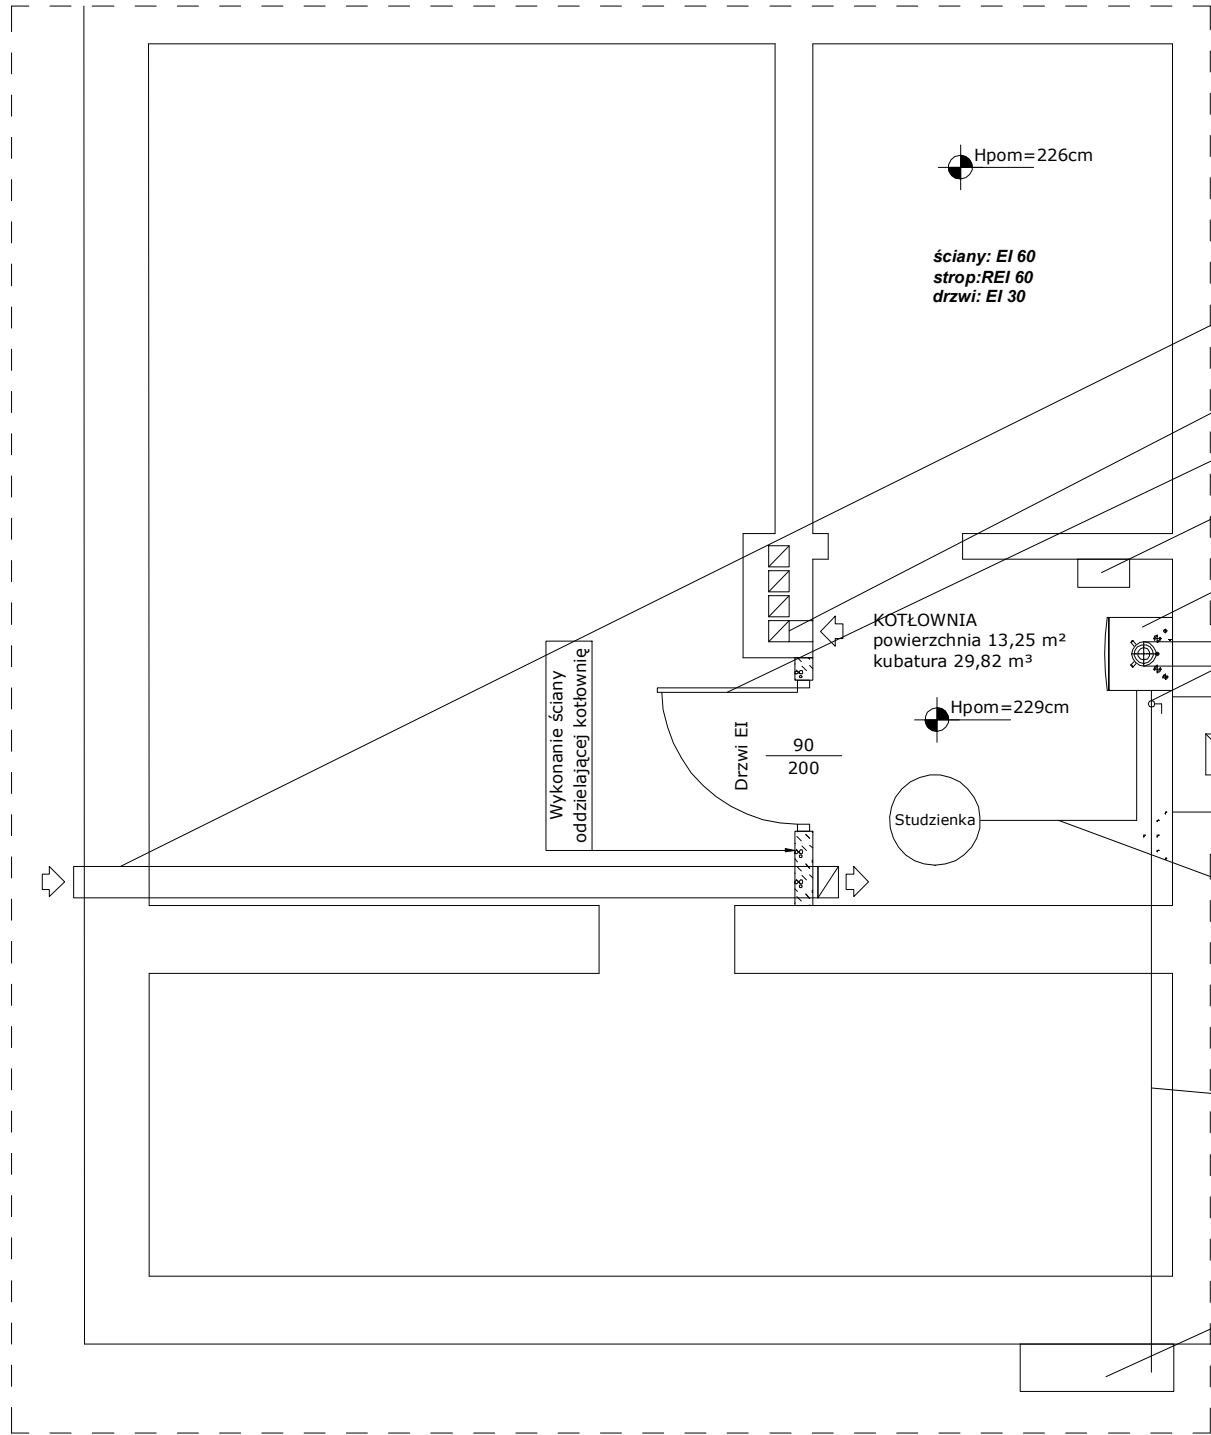 Hpom=226cm
ściany: EI 60
strop:REI 60
drzwi: EI 30
KOTŁOWNIA
powierzchnia 13,25 m²
kubatura 29,82 m³
Wykonanie ściany
oddzielającej kotłownię
Hpom=229cm
Drzwi EI
90
200
Studzienka